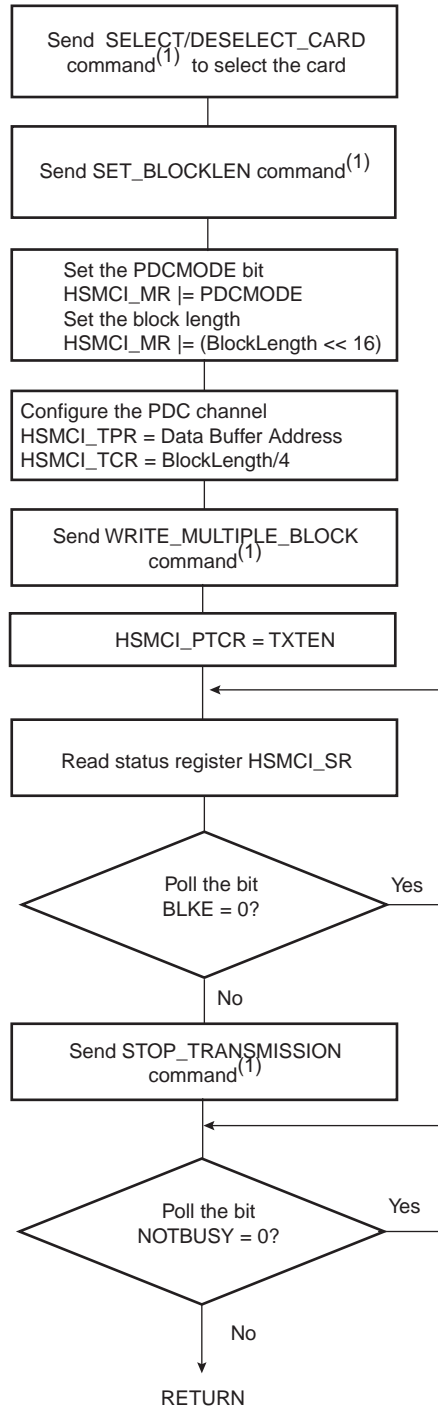 Send SELECT/DESELECT_CARD
command(1) to select the card
Send SET_BLOCKLEN command(1)
Set the PDCMODE bit
HSMCI_MR |= PDCMODE
Set the block length
HSMCI_MR |= (BlockLength << 16)
Configure the PDC channel
HSMCI_TPR = Data Buffer Address
HSMCI_TCR = BlockLength/4
Send WRITE_MULTIPLE_BLOCK
command(1)
HSMCI_PTCR = TXTEN
Read status register HSMCI_SR
Poll the bit
BLKE = 0?
Yes
No
Send STOP_TRANSMISSION
command(1)
Poll the bit
NOTBUSY = 0?
Yes
No
RETURN